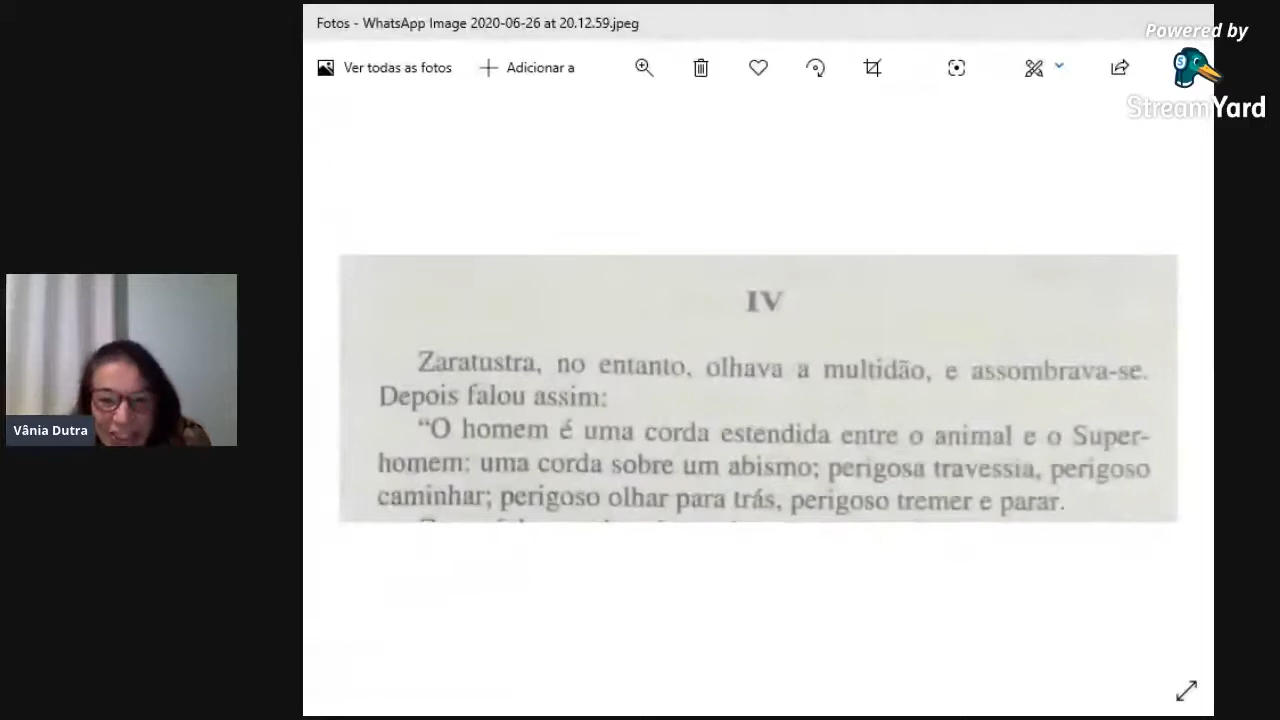 Fotos - WhatsApp Image 2020-06-26 at 20.12.59.jpeg
Powered by
Ver todas as fotos
Adicionar a
StreamYard
IV
Zaratustra, no entanto, olhava a multidão, e assombrava-se.
Depois falou assim:
“O homem é uma corda estendida entre o animal e o Super-
homem: uma corda sobre um abismo; perigosa travessia, perigoso
caminhar; perigoso olhar para trás, perigoso tremer e parar.
Vânia Dutra